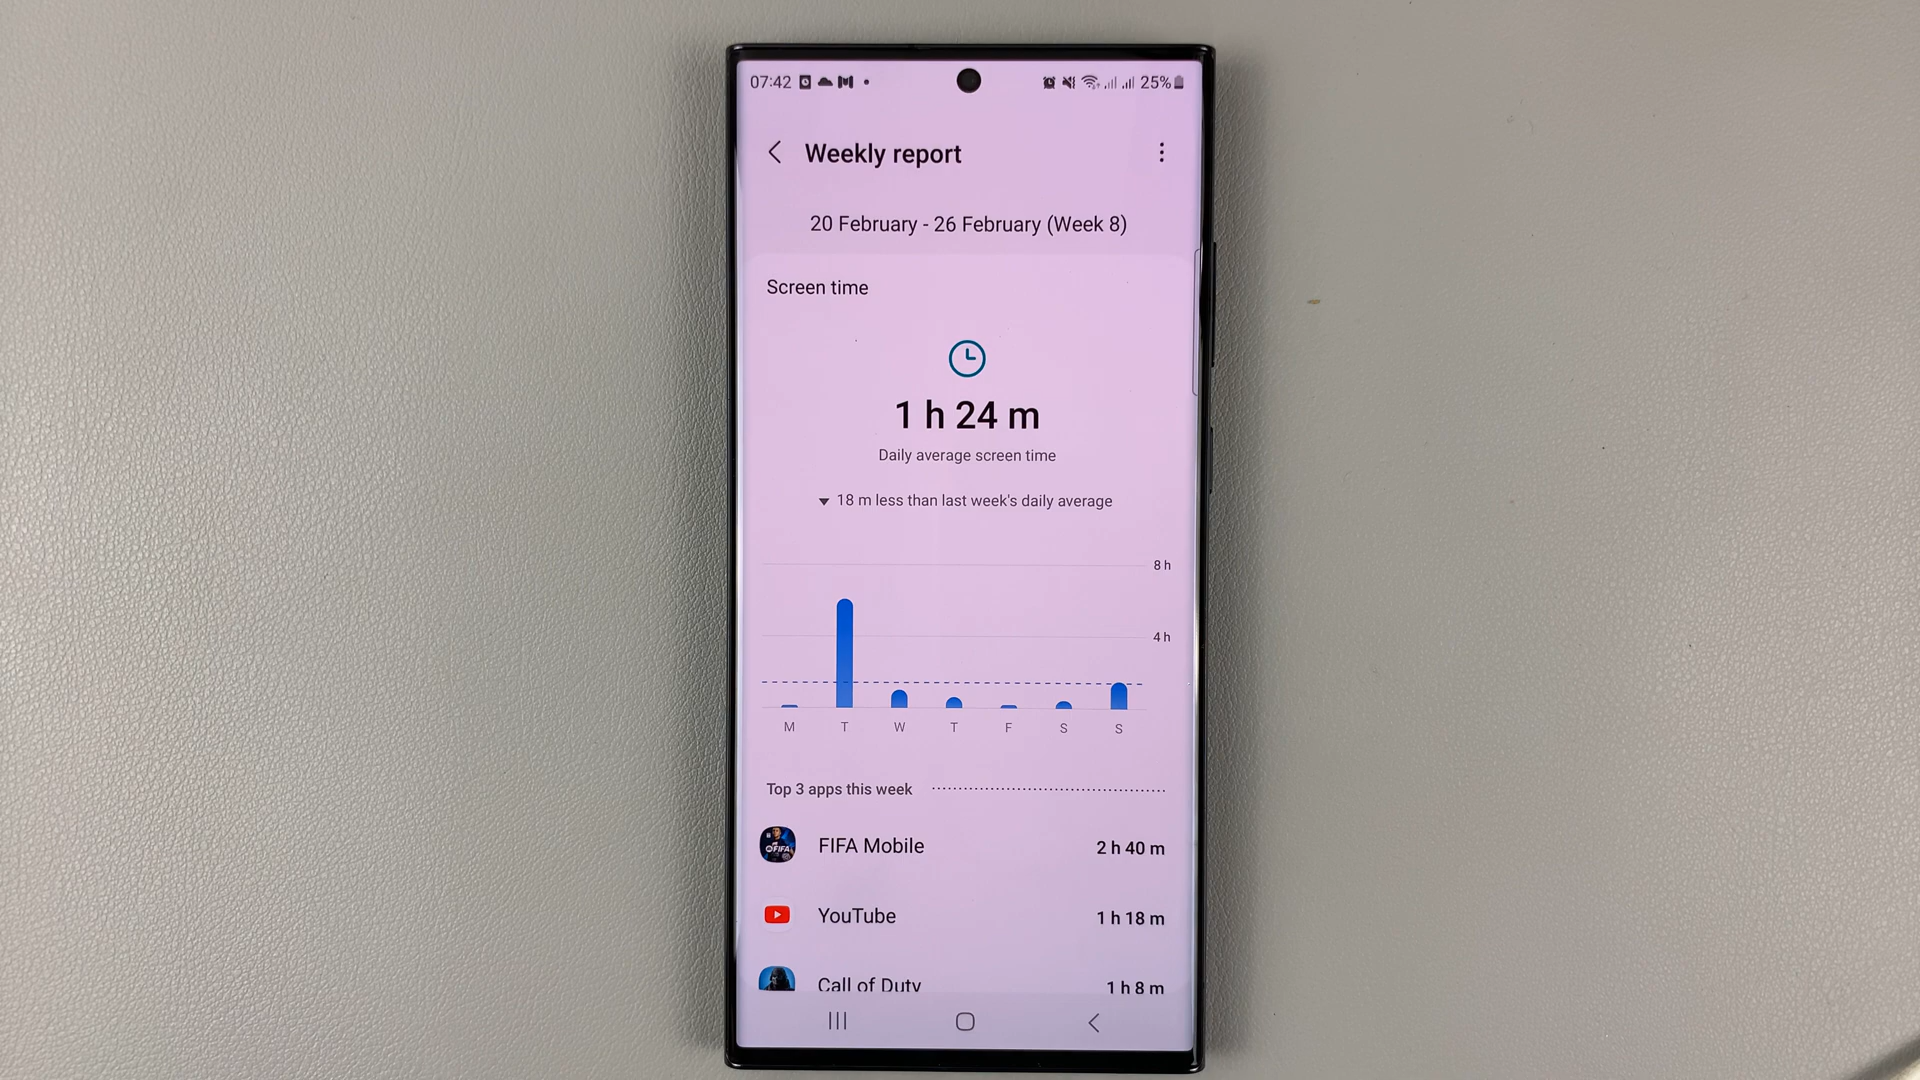 07:42
25%
Weekly report
20 February - 26 February (Week 8)
Screen time
1 h 24 m
Daily average screen time
18 m less than last week's daily average
8 h
4 h
M T W T F S S
Top 3 apps this week
FIFA
FIFA Mobile 2 h 40 m
YouTube 1 h 18 m
Call of Duty 1 h 8 m